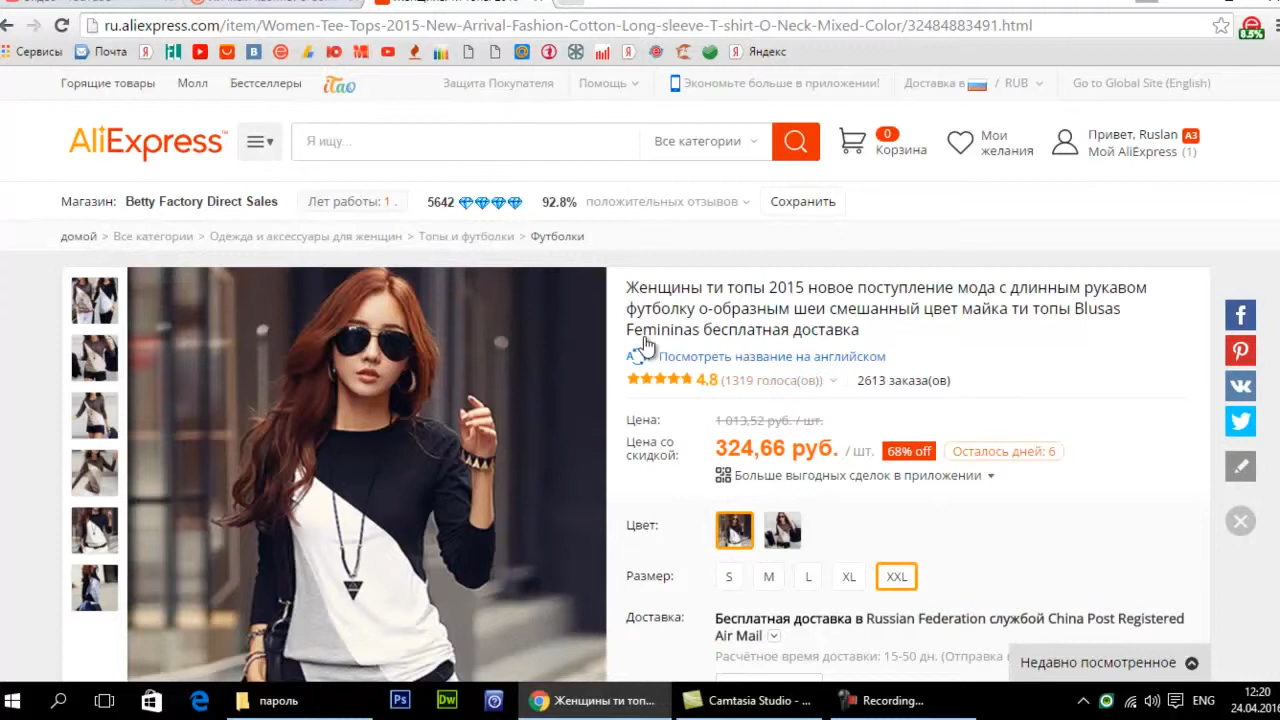 ru.aliexpress.com/item/Women-Tee-Tops-2015-New-Arrival-Fashion-Cotton-Long-sleeve-T-shirt-O-Neck-Mixed-Color/32484883491.html
8.5%
Сервисы Почта Яндекс
Горящие товары Молл Бестселлеры iTao Защита Покупателя Помощь Экономьте больше в приложении! Доставка в / RUB Go to Global Site (English)
AliExpress™ Я ищу... Все категории 0 Корзина Мои желания Привет, Ruslan A3
Мой AliExpress (1)
Магазин: Betty Factory Direct Sales Лет работы: 1 . 5642 92.8% положительных отзывов Сохранить
домой > Все категории > Одежда и аксессуары для женщин > Топы и футболки > Футболки
Женщины ти топы 2015 новое поступление мода с длинным рукавом
футболку о-образным шеи смешанный цвет майка ти топы Blusas
Femininas бесплатная доставка
Посмотреть название на английском
4.8 (1319 голоса(ов)) 2613 заказа(ов)
Цена: 1 013,52 руб. / шт.
Цена со скидкой: 324,66 руб. / шт. 68% off Осталось дней: 6
Больше выгодных сделок в приложении
Цвет:
Размер: S M L XL XXL
Доставка: Бесплатная доставка в Russian Federation службой China Post Registered
Air Mail
Расчётное время доставки: 15-50 дн. (Отправка
Недавно посмотренное
пароль Ps Dw Женщины ти топ... Camtasia Studio - ... Recording... ENG 12:20
24.04.2016